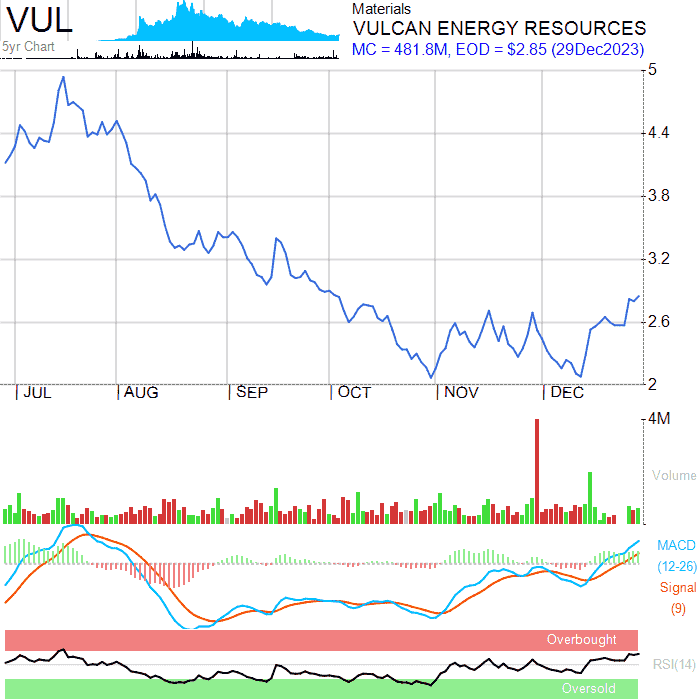 VUL
5yr Chart
Materials
VULCAN ENERGY RESOURCES
MC = 481.8M, EOD = $2.85 (29Dec2023)
5
4.4
3.8
3.2
2.6
2
JUL AUG SEP OCT NOV DEC
4M
Volume
MACD
(12-26)
Signal
(9)
Overbought
RSI(14)
Oversold